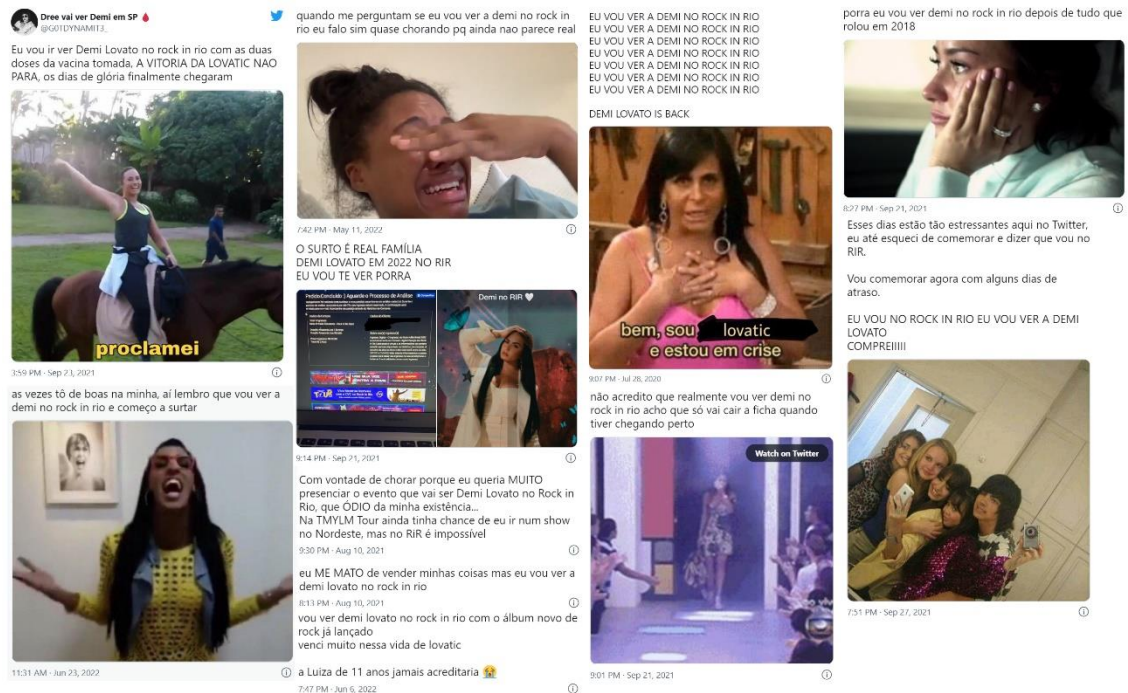 Dree vai ver Demi em SP 🩸
@G0TDYNAMIT3_
Eu vou ir ver Demi Lovato no rock in rio com as duas
doses da vacina tomada, A VITORIA DA LOVATIC NAO
PARA, os dias de glória finalmente chegaram
proclamei
3:59 PM · Sep 23, 2021
as vezes tô de boas na minha, aí lembro que vou ver a
demi no rock in rio e começo a surtar
11:31 AM · Jun 23, 2022
quando me perguntam se eu vou ver a demi no rock in
rio eu falo sim quase chorando pq ainda nao parece real
7:42 PM · May 11, 2022
O SURTO É REAL FAMÍLIA
DEMI LOVATO EM 2022 NO RIR
EU VOU TE VER PORRA
Pedido Concluído | Aguarde o Processo de Análise
Demi no RIR 🤍
9:14 PM · Sep 21, 2021
Com vontade de chorar porque eu queria MUITO
presenciar o evento que vai ser Demi Lovato no Rock in
Rio, que ÓDIO da minha existência...
Na TMYLM Tour ainda tinha chance de eu ir num show
no Nordeste, mas no RiR é impossível
9:30 PM · Aug 10, 2021
eu ME MATO de vender minhas coisas mas eu vou ver a
demi lovato no rock in rio
8:13 PM · Aug 10, 2021
vou ver demi lovato no rock in rio com o álbum novo de
rock já lançado
venci muito nessa vida de lovatic
a Luiza de 11 anos jamais acreditaria 😭
7:47 PM · Jun 6, 2022
EU VOU VER A DEMI NO ROCK IN RIO
EU VOU VER A DEMI NO ROCK IN RIO
EU VOU VER A DEMI NO ROCK IN RIO
EU VOU VER A DEMI NO ROCK IN RIO
EU VOU VER A DEMI NO ROCK IN RIO
EU VOU VER A DEMI NO ROCK IN RIO
EU VOU VER A DEMI NO ROCK IN RIO
DEMI LOVATO IS BACK
bem, sou lovatic
e estou em crise
9:07 PM · Jul 28, 2020
não acredito que realmente vou ver demi no
rock in rio acho que só vai cair a ficha quando
tiver chegando perto
Watch on Twitter
9:01 PM · Sep 21, 2021
porra eu vou ver demi no rock in rio depois de tudo que
rolou em 2018
8:27 PM · Sep 21, 2021
Esses dias estão tão estressantes aqui no Twitter,
eu até esqueci de comemorar e dizer que vou no
RIR.
Vou comemorar agora com alguns dias de
atraso.
EU VOU NO ROCK IN RIO EU VOU VER A DEMI
LOVATO
COMPREIIIII
7:51 PM · Sep 27, 2021